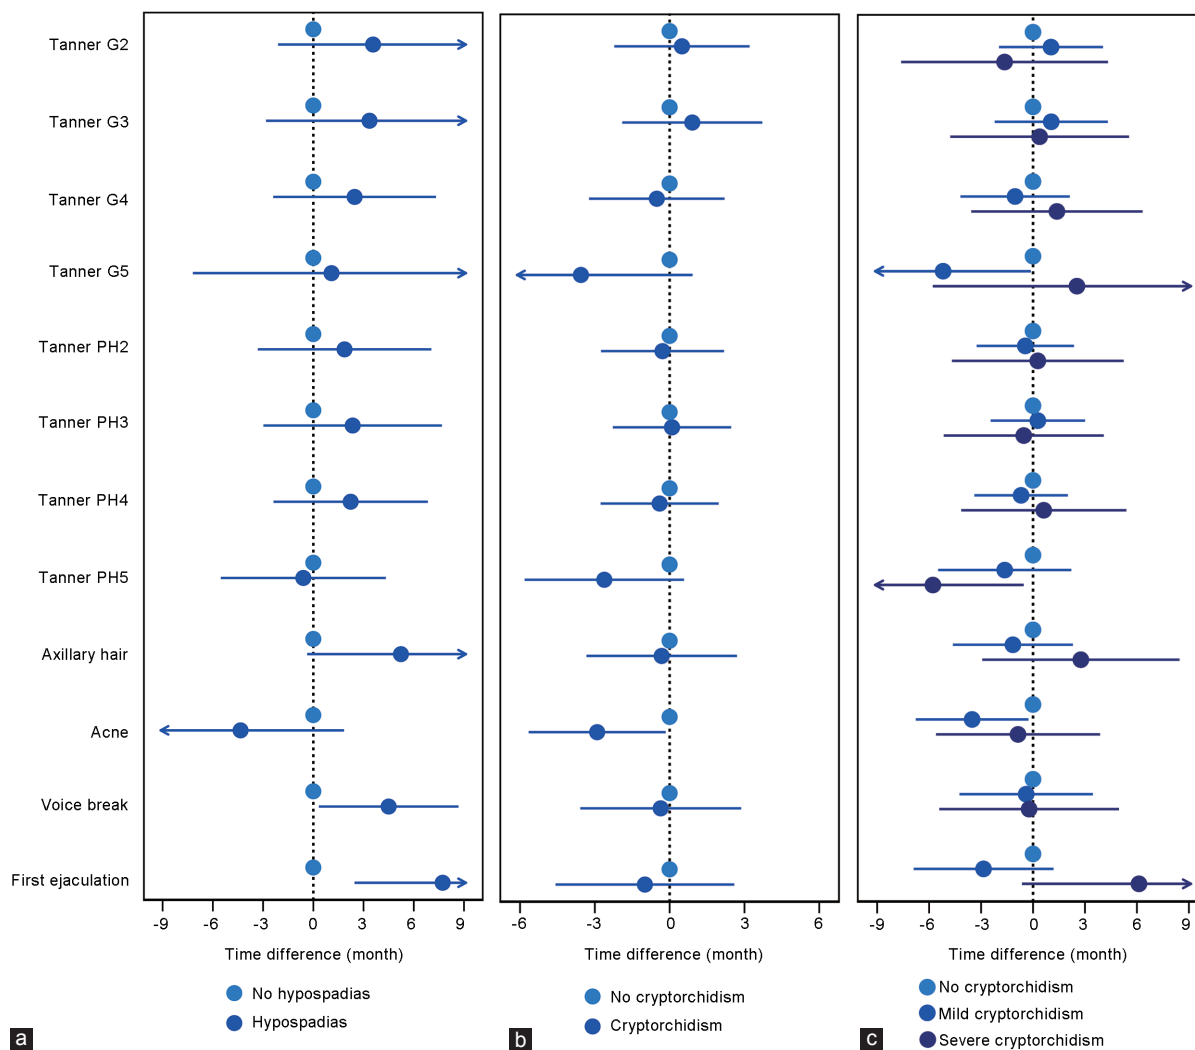 Tanner G2
Tanner G3
Tanner G4
Tanner G5
Tanner PH2
Tanner PH3
Tanner PH4
Tanner PH5
Axillary hair
Acne
Voice break
First ejaculation
-9 -6 -3 0 3 6 9
Time difference (month)
No hypospadias
Hypospadias
a
-6 -3 0 3 6
Time difference (month)
No cryptorchidism
Cryptorchidism
b
-9 -6 -3 0 3 6 9
Time difference (month)
No cryptorchidism
Mild cryptorchidism
Severe cryptorchidism
c